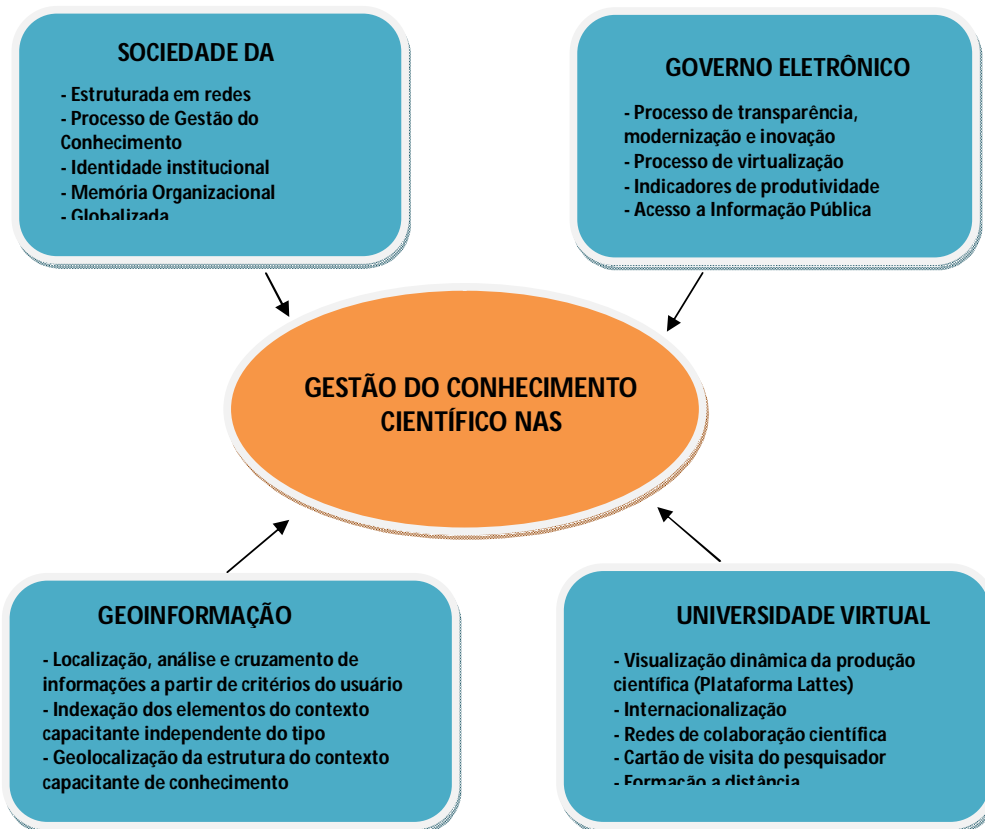 SOCIEDADE DA
- Estruturada em redes
- Processo de Gestão do
Conhecimento
- Identidade institucional
- Memória Organizacional
- Globalizada
GOVERNO ELETRÔNICO
- Processo de transparência,
modernização e inovação
- Processo de virtualização
- Indicadores de produtividade
- Acesso a Informação Pública
GESTÃO DO CONHECIMENTO
CIENTÍFICO NAS
GEOINFORMAÇÃO
- Localização, análise e cruzamento de
informações a partir de critérios do usuário
- Indexação dos elementos do contexto
capacitante independente do tipo
- Geolocalização da estrutura do contexto
capacitante de conhecimento
UNIVERSIDADE VIRTUAL
- Visualização dinâmica da produção
científica (Plataforma Lattes)
- Internacionalização
- Redes de colaboração científica
- Cartão de visita do pesquisador
- Formação a distância